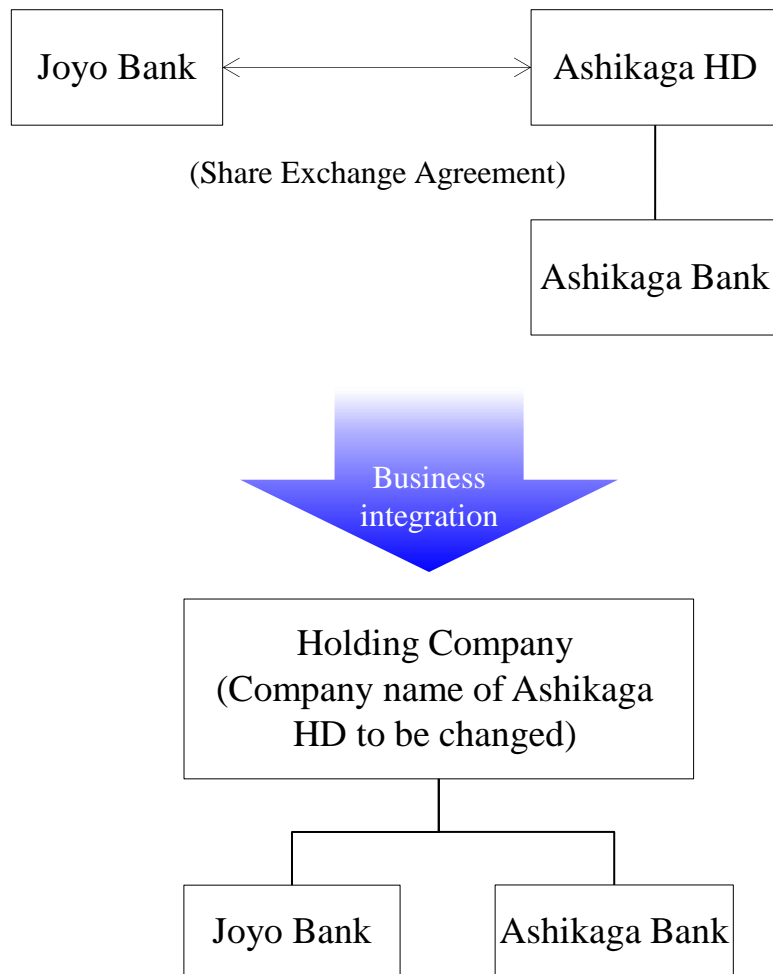 Joyo Bank
Ashikaga HD
(Share Exchange Agreement)
Ashikaga Bank
Business
integration
Holding Company
(Company name of Ashikaga
HD to be changed)
Joyo Bank
Ashikaga Bank